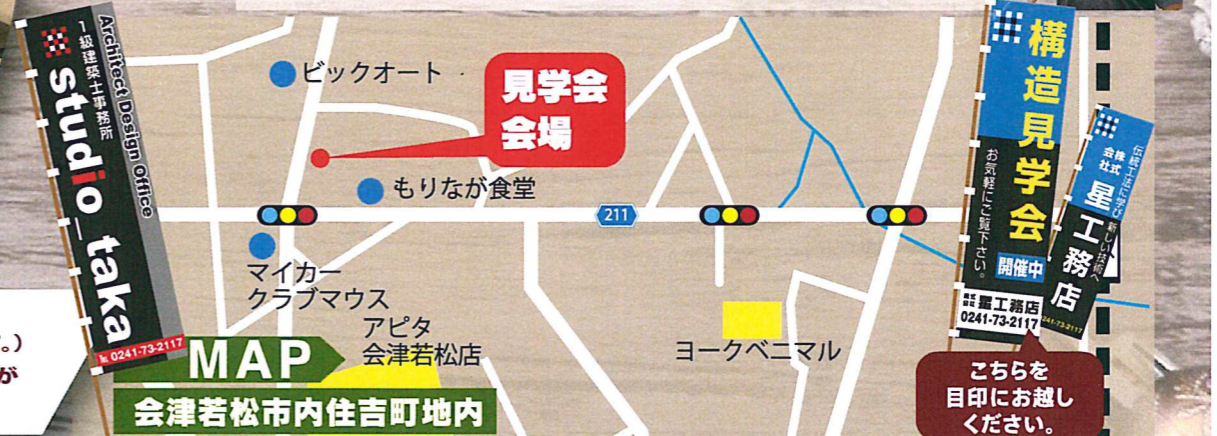 Architect Design Office
1級建築士事務所
studio_taka
℡ 0241-73-2117
。)
が
ビックオート
見学会
会場
もりなが食堂
211
マイカー
クラブマウス
アピタ
会津若松店
MAP
会津若松市内住吉町地内
ヨークベニマル
構造見学会
お気軽にご覧下さい。
開催中
株式会社 星工務店
0241-73-2117
伝統工法に学び
新しい技術へ
株式会社
星工務店
0241-73-2117
こちらを
目印にお越し
ください。